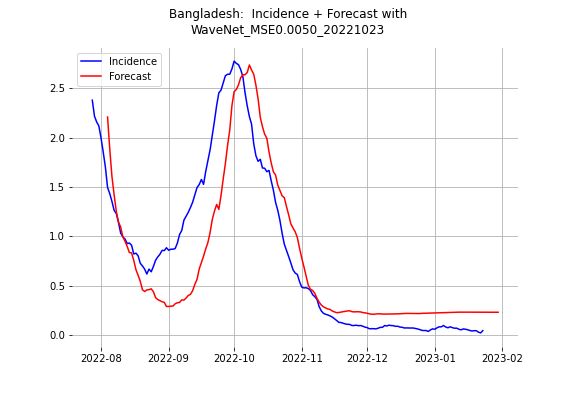 Bangladesh:  Incidence + Forecast with
WaveNet_MSE0.0050_20221023
Incidence
Forecast
2.5
2.0
1.5
1.0
0.5
0.0
2022-08 2022-09 2022-10 2022-11 2022-12 2023-01 2023-02